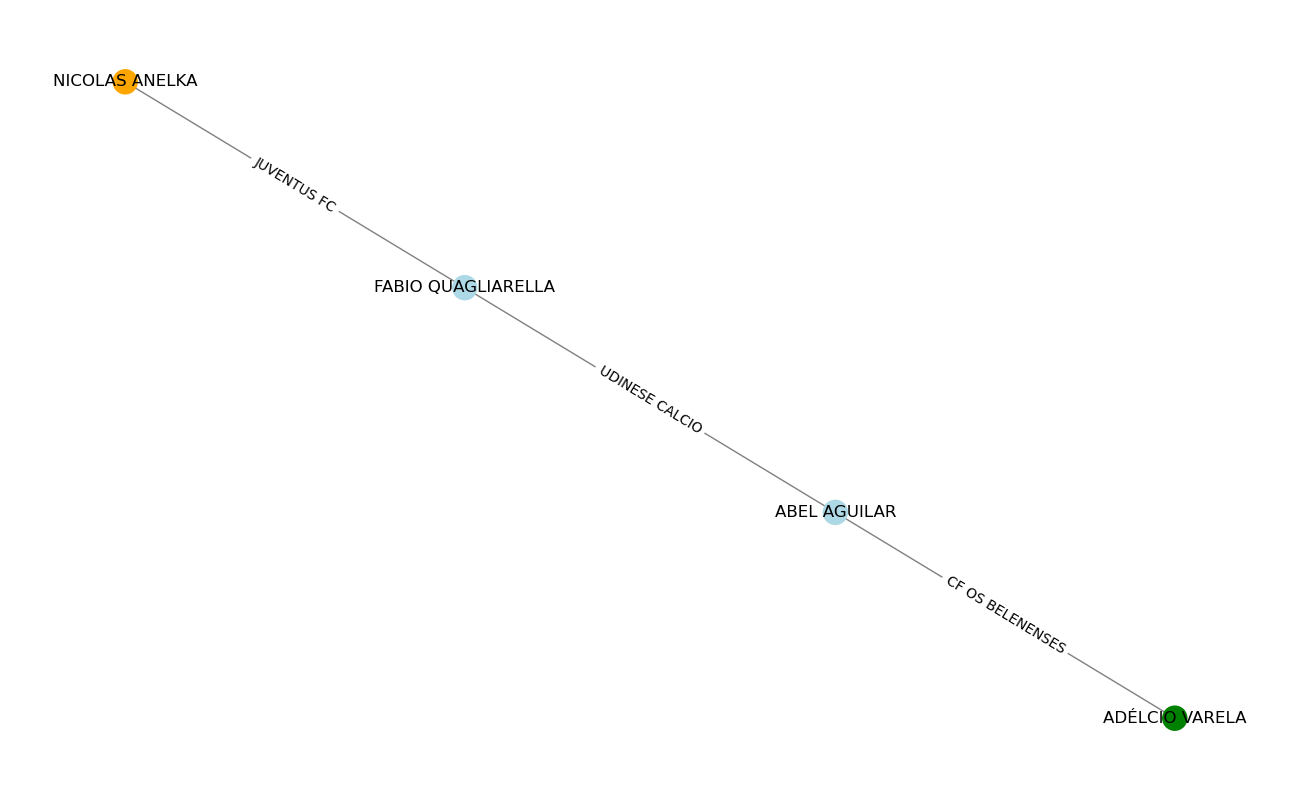 NICOLAS ANELKA
JUVENTUS FC
FABIO QUAGLIARELLA
UDINESE CALCIO
ABEL AGUILAR
CF OS BELENENSES
ADÉLCIO VARELA